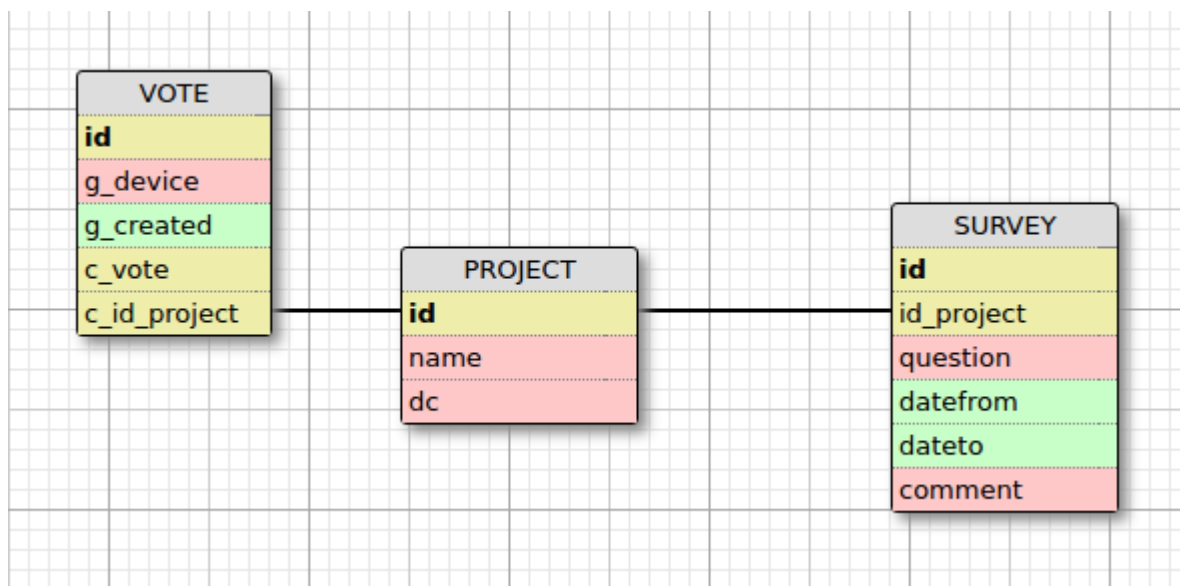 VOTE
id
g_device
g_created
c_vote
c_id_project
PROJECT
id
name
dc
SURVEY
id
id_project
question
datefrom
dateto
comment